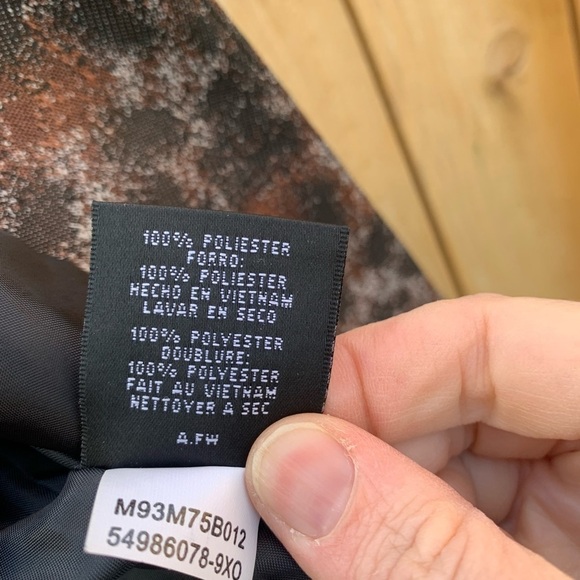 100% POLIESTER
FORRO:
100% POLIESTER
HECHO EN VIETNAM
LAVAR EN SECO
100% POLYESTER
DOUBLURE:
100% POLYESTER
FAIT AU VIETNAM
NETTOYER A SEC
A.FW
M93M75B012
54986078-9XO